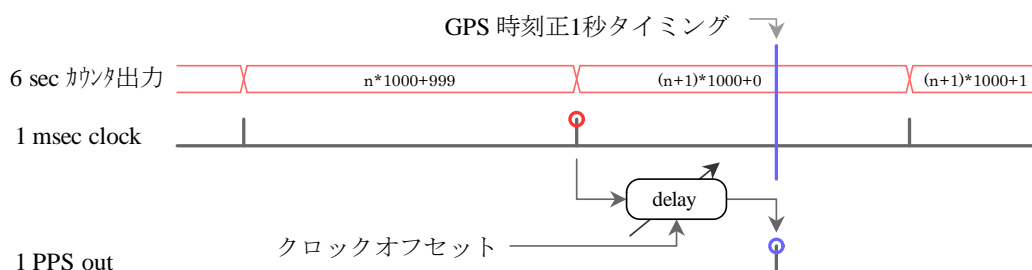 GPS 時刻正1秒タイミング
6 sec ｶｳﾝﾀ出力
n*1000+999
(n+1)*1000+0
(n+1)*1000+1
1 msec clock
delay
クロックオフセット
1 PPS out